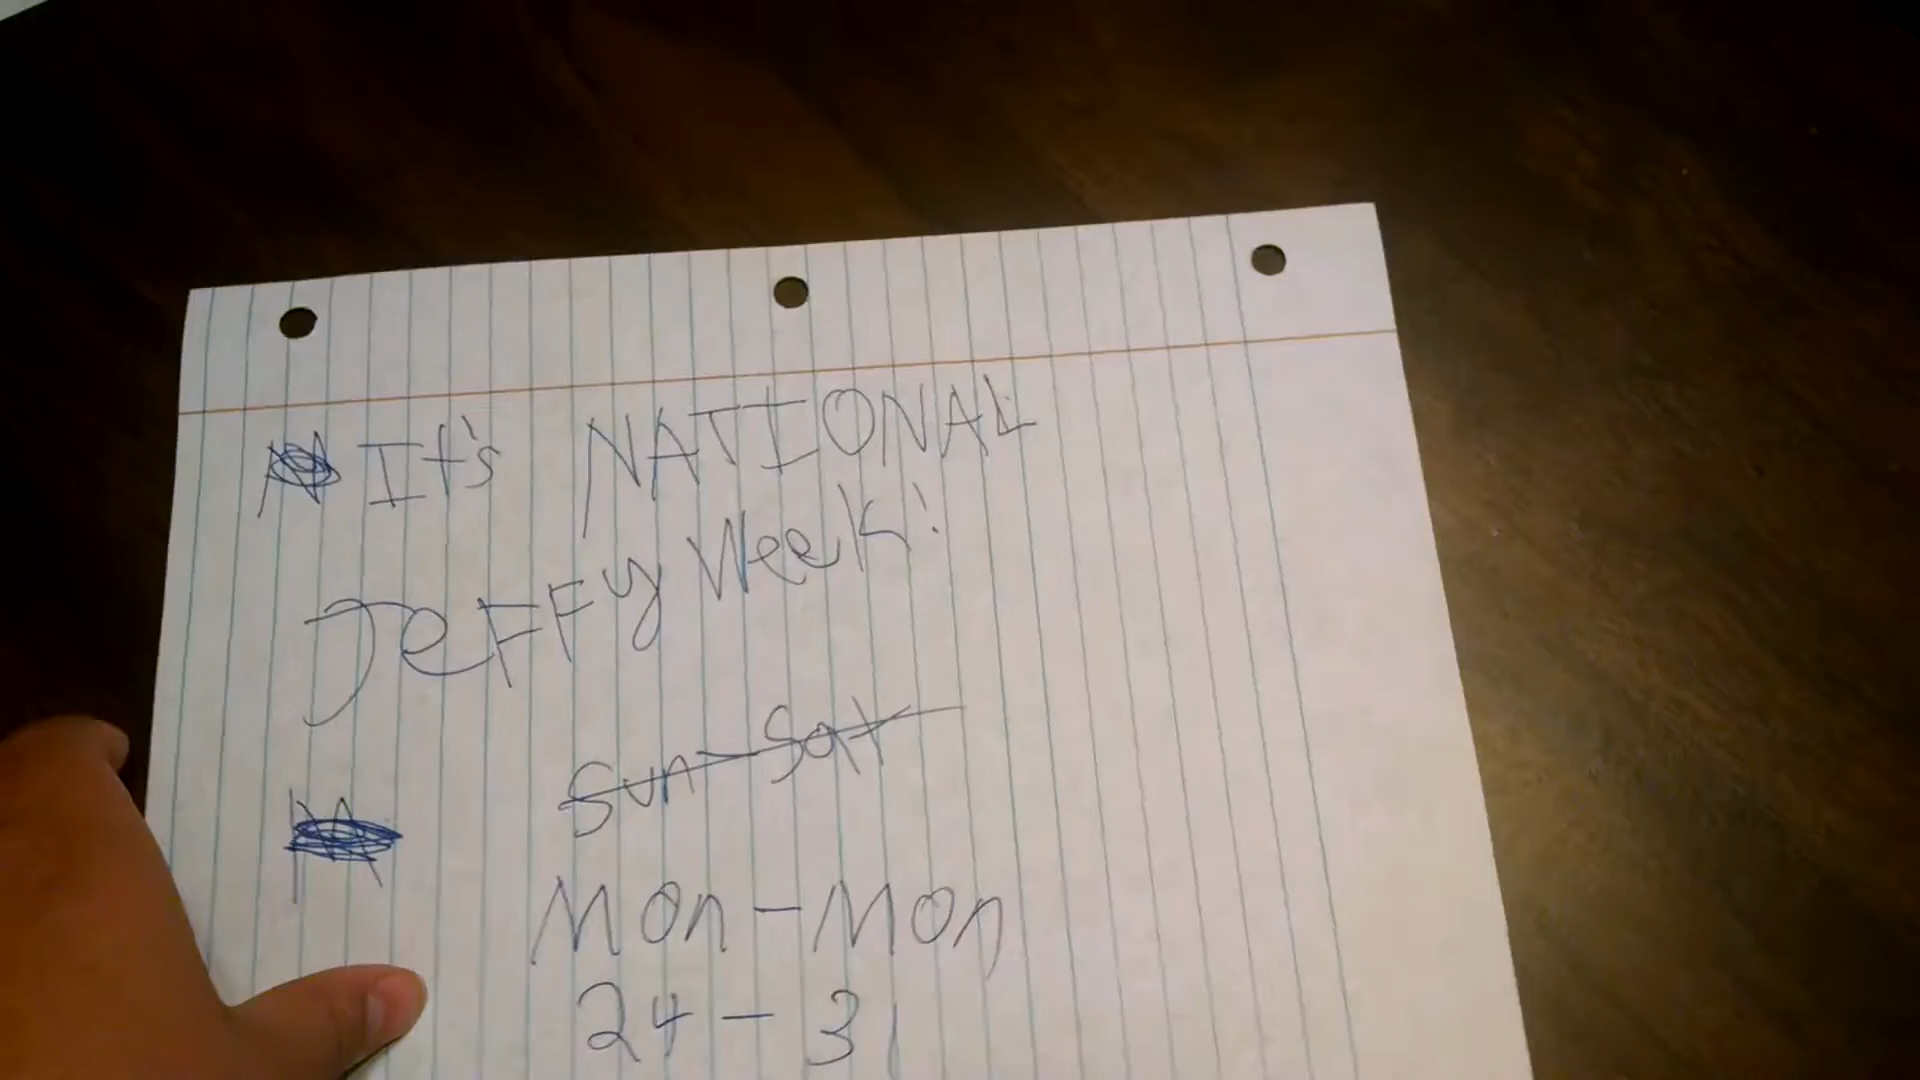 It's NATIONAL
JeFFy Week!
Sun-Sat
Mon-Mon
24-31